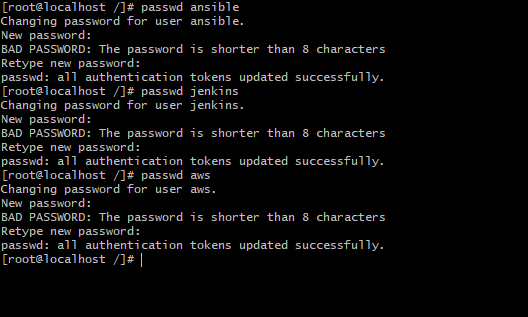 [root@localhost /]# passwd ansible
Changing password for user ansible.
New password:
BAD PASSWORD: The password is shorter than 8 characters
Retype new password:
passwd: all authentication tokens updated successfully.
[root@localhost /]# passwd jenkins
Changing password for user jenkins.
New password:
BAD PASSWORD: The password is shorter than 8 characters
Retype new password:
passwd: all authentication tokens updated successfully.
[root@localhost /]# passwd aws
Changing password for user aws.
New password:
BAD PASSWORD: The password is shorter than 8 characters
Retype new password:
passwd: all authentication tokens updated successfully.
[root@localhost /]#